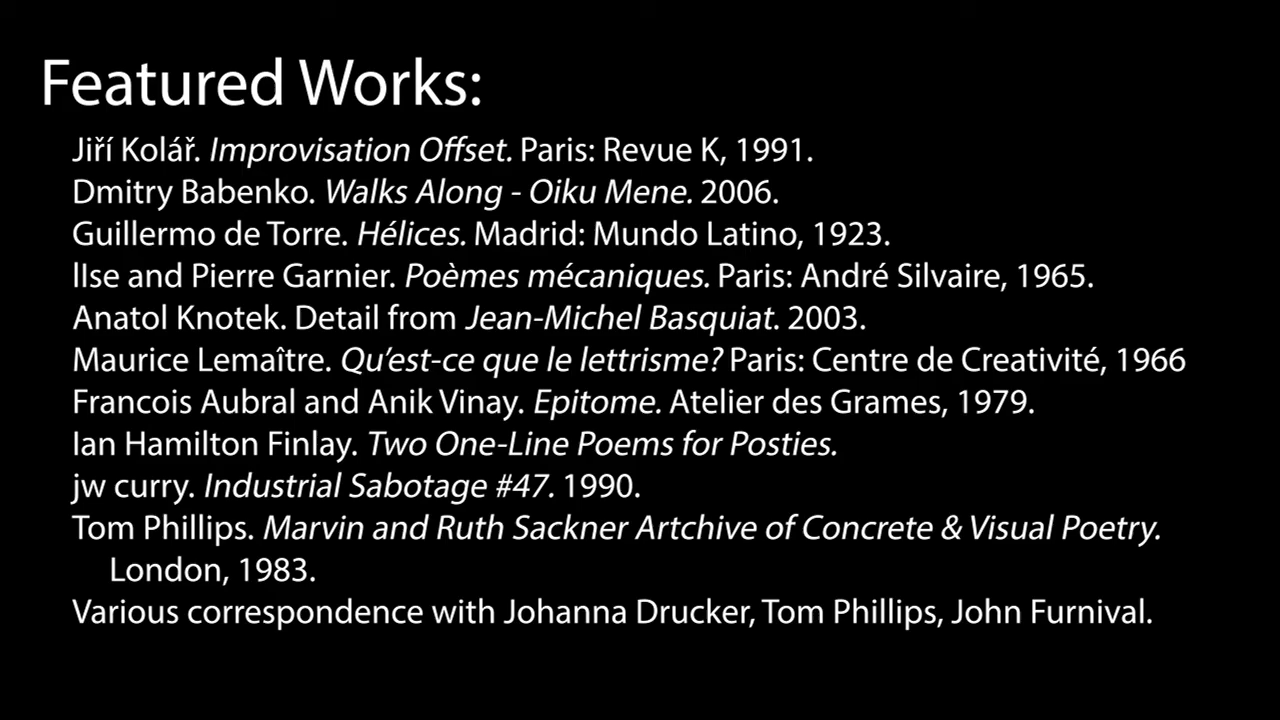 Featured Works:
Jiří Kolář. Improvisation Offset. Paris: Revue K, 1991.
Dmitry Babenko. Walks Along - Oiku Mene. 2006.
Guillermo de Torre. Hélices. Madrid: Mundo Latino, 1923.
Ilse and Pierre Garnier. Poèmes mécaniques. Paris: André Silvaire, 1965.
Anatol Knotek. Detail from Jean-Michel Basquiat. 2003.
Maurice Lemaître. Qu’est-ce que le lettrisme? Paris: Centre de Creativité, 1966
Francois Aubral and Anik Vinay. Epitome. Atelier des Grames, 1979.
Ian Hamilton Finlay. Two One-Line Poems for Posties.
jw curry. Industrial Sabotage #47. 1990.
Tom Phillips. Marvin and Ruth Sackner Artchive of Concrete & Visual Poetry.
London, 1983.
Various correspondence with Johanna Drucker, Tom Phillips, John Furnival.